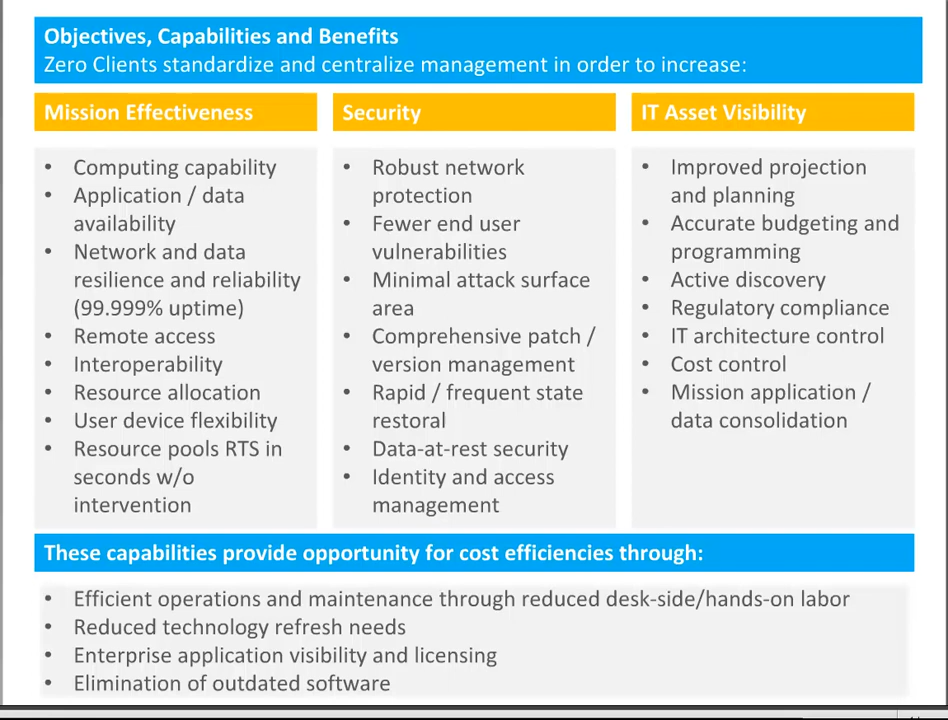 Objectives, Capabilities and Benefits
Zero Clients standardize and centralize management in order to increase:
Mission Effectiveness
• Computing capability
• Application / data
availability
• Network and data
resilience and reliability
(99.999% uptime)
• Remote access
• Interoperability
• Resource allocation
• User device flexibility
• Resource pools RTS in
seconds w/o
intervention
Security
• Robust network
protection
• Fewer end user
vulnerabilities
• Minimal attack surface
area
• Comprehensive patch /
version management
• Rapid / frequent state
restoral
• Data-at-rest security
• Identity and access
management
IT Asset Visibility
• Improved projection
and planning
• Accurate budgeting and
programming
• Active discovery
• Regulatory compliance
• IT architecture control
• Cost control
• Mission application /
data consolidation
These capabilities provide opportunity for cost efficiencies through:
• Efficient operations and maintenance through reduced desk-side/hands-on labor
• Reduced technology refresh needs
• Enterprise application visibility and licensing
• Elimination of outdated software